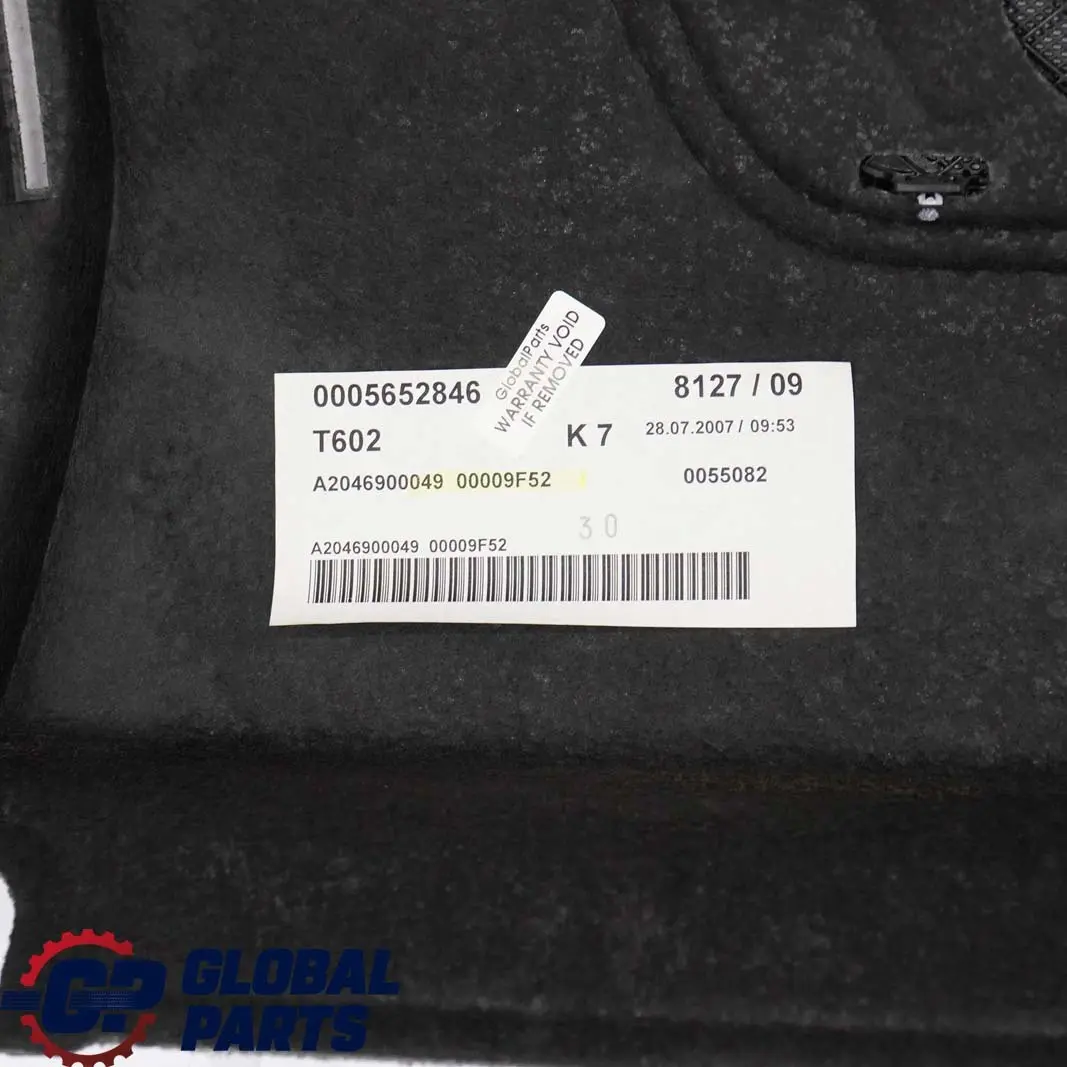 GlobalParts
WARRANTY VOID
IF REMOVED
0005652846 8127 / 09
T602 K 7 28.07.2007 / 09:53
A2046900049 00009F52 0055082
30
A2046900049 00009F52
GP GLOBAL
PARTS